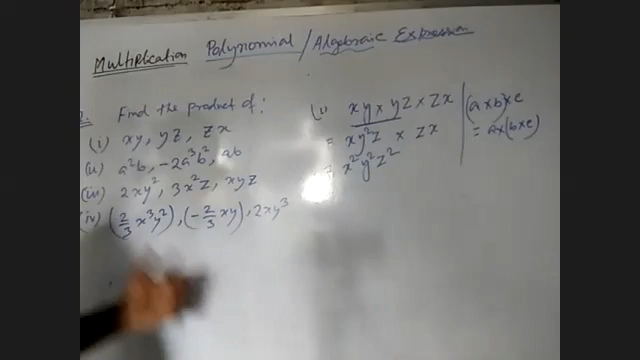 Multiplication Polynomial / Algebraic Expression
Find the product of:
(i) xy, yz, zx
(ii) a²b, -2a³b², ab
(iii) 2xy², 3x²z, xyz
(iv) (2/3 x³y²), (-2/3 xy), 2xy³
xy × yz × zx
= xy²z × zx
= x²y²z²
(a×b)×c
= a×(b×c)